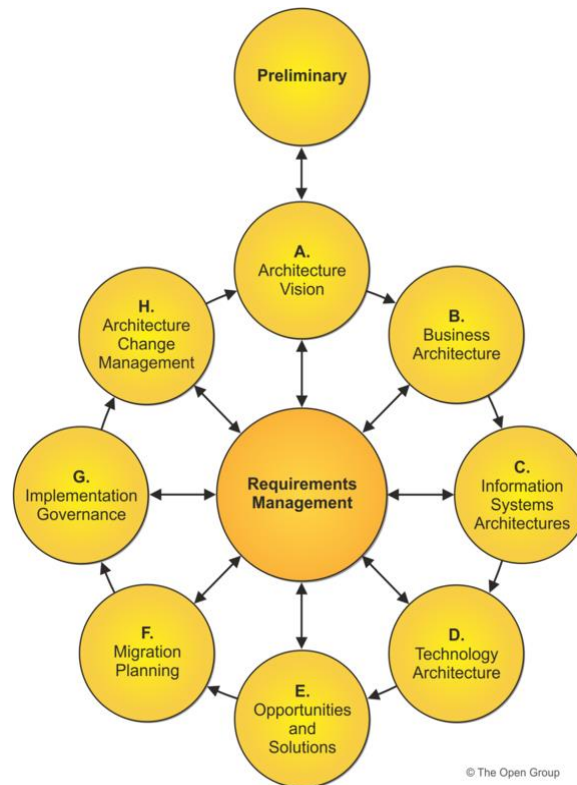 Preliminary
A.
Architecture
Vision
B.
Business
Architecture
C.
Information
Systems
Architectures
D.
Technology
Architecture
E.
Opportunities
and
Solutions
F.
Migration
Planning
G.
Implementation
Governance
H.
Architecture
Change
Management
Requirements
Management
© The Open Group